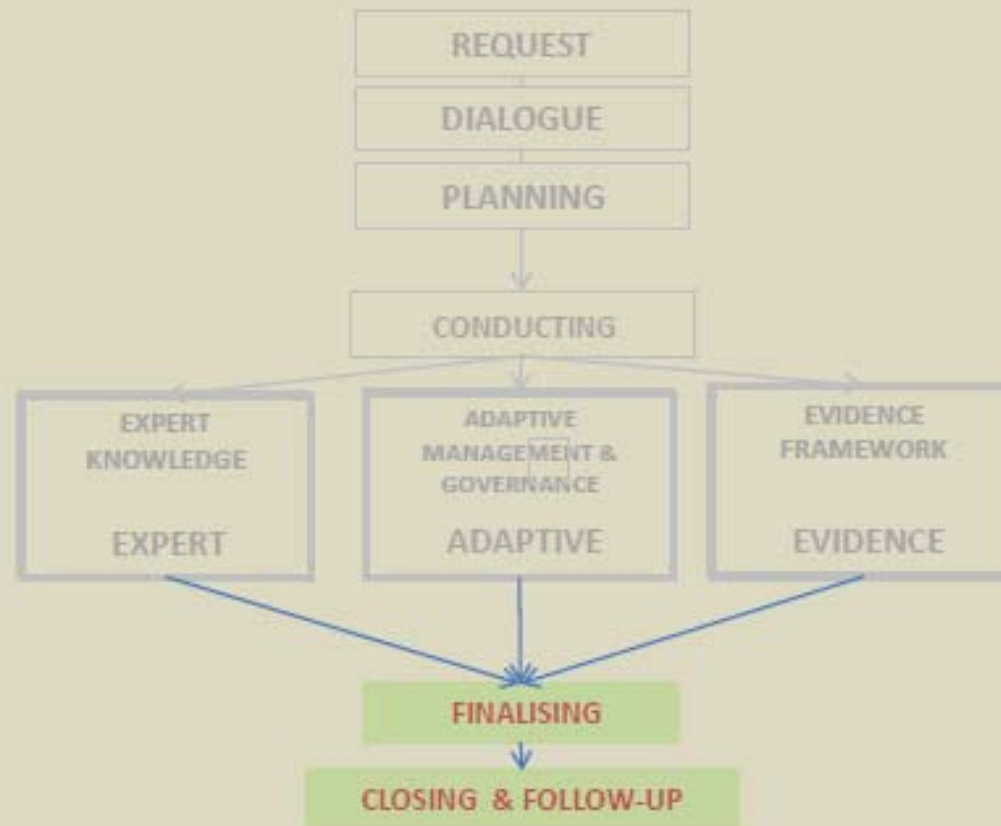 REQUEST
DIALOGUE
PLANNING
CONDUCTING
EXPERT
KNOWLEDGE
EXPERT
ADAPTIVE
MANAGEMENT &
GOVERNANCE
ADAPTIVE
EVIDENCE
FRAMEWORK
EVIDENCE
FINALISING
CLOSING & FOLLOW-UP